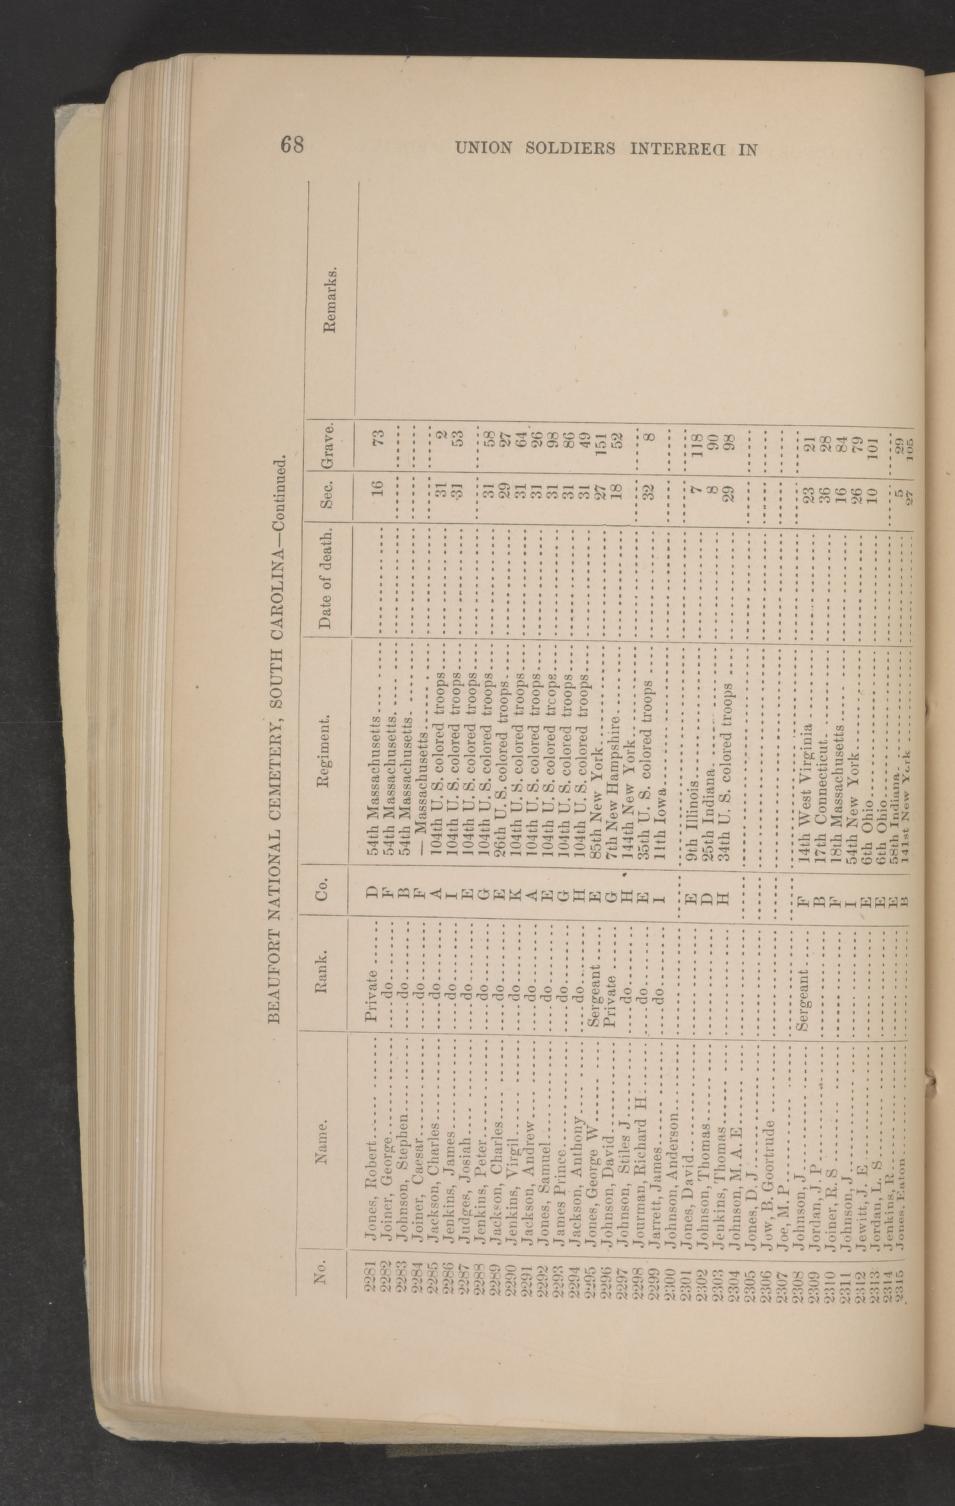 68 UNION SOLDIERS INTERRED IN
BEAUFORT NATIONAL CEMETERY, SOUTH CAROLINA—Continued.
No. Name. Rank. Co. Regiment. Date of death. Sec. Grave. Remarks.
2281 Jones, Robert Private D 54th Massachusetts 16 73
2282 Joiner, George do F 54th Massachusetts
2283 Johnson, Stephen do B 54th Massachusetts
2284 Joiner, Caesar do F — Massachusetts
2285 Jackson, Charles do A 104th U. S. colored troops 31 2
2286 Jenkins, James do I 104th U. S. colored troops 31 53
2287 Judges, Josiah do E 104th U. S. colored troops
2288 Jenkins, Peter do G 104th U. S. colored troops 31 58
2289 Jackson, Charles do E 26th U. S. colored troops 29 27
2290 Jenkins, Virgil do K 104th U. S. colored troops 31 64
2291 Jackson, Andrew do A 104th U. S. colored troops 31 26
2292 Jones, Samuel do E 104th U. S. colored troops 31 98
2293 James Prince do G 104th U. S. colored troops 31 86
2294 Jackson, Anthony do H 104th U. S. colored troops 31 49
2295 Jones, George W Sergeant E 85th New York 27 151
2296 Johnson, David Private G 7th New Hampshire 18 52
2297 Johnson, Stiles J do H 144th New York
2298 Jourman, Richard H do E 35th U. S. colored troops 32 8
2299 Jarrett, James do I 11th Iowa
2300 Johnson, Anderson
2301 Jones, David E 9th Illinois 7 118
2302 Johnson, Thomas D 25th Indiana 8 90
2303 Jenkins, Thomas H 34th U. S. colored troops 29 98
2304 Johnson, M. A. E
2305 Jones, D. J
2306 Jow, B. Goortrude
2307 Joe, M. P
2308 Johnson, J Sergeant F 14th West Virginia 23 21
2309 Jordan, J. P B 17th Connecticut 36 28
2310 Joiner, R. S F 18th Massachusetts 16 84
2311 Johnson, J I 54th New York 26 79
2312 Jewitt, J. E E 6th Ohio 10 101
2313 Jordan, L. S E 6th Ohio
2314 Jenkins, R E 58th Indiana 5 29
2315 Jones, Eaton B 141st New York 27 105